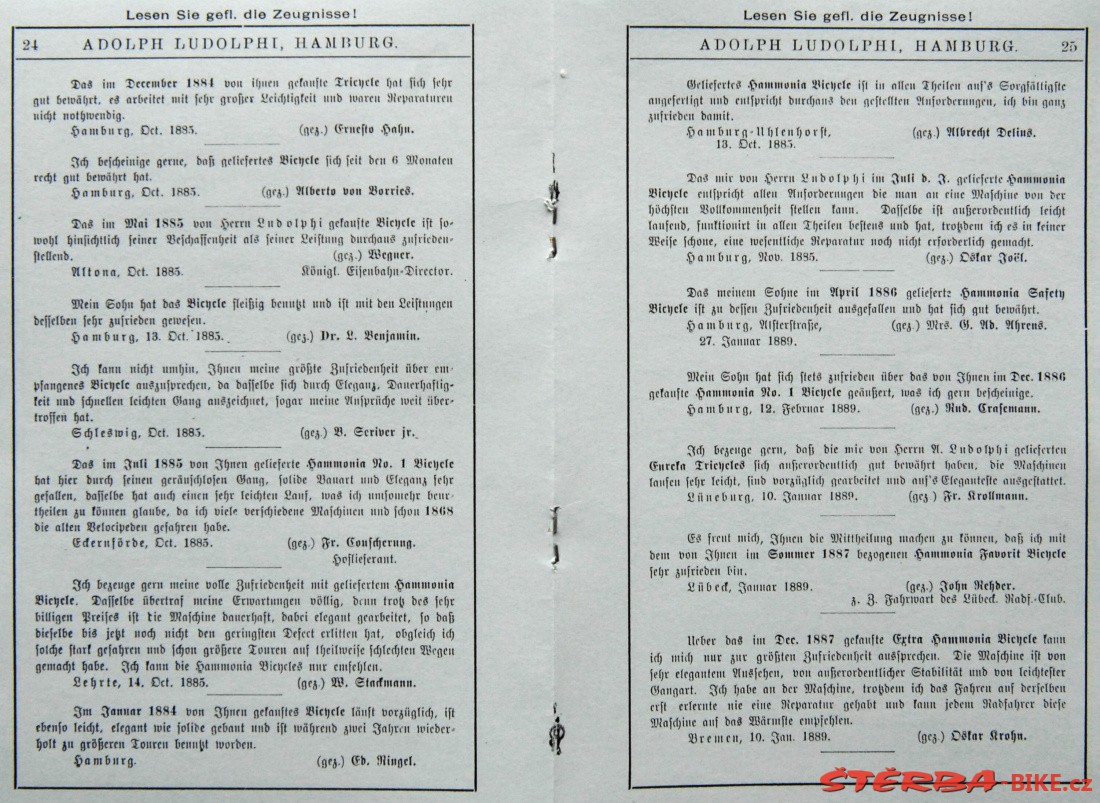 Lesen Sie gefl. die Zeugnisse!
24 ADOLPH LUDOLPHI, HAMBURG.
Das im December 1884 von ihnen gekaufte Tricycle hat sich sehr
gut bewährt, es arbeitet mit sehr großer Leichtigkeit und waren Reparaturen
nicht nothwendig.
Hamburg, Oct. 1885. (gez.) Ernesto Hahn.
Ich bescheinige gerne, daß geliefertes Bicycle sich seit den 6 Monaten
recht gut bewährt hat.
Hamburg, Oct. 1885. (gez.) Alberto von Borries.
Das im Mai 1885 von Herrn Ludolphi gekaufte Bicycle ist so-
wohl hinsichtlich seiner Beschaffenheit als seiner Leistung durchaus zufrieden-
stellend. (gez.) Wegner.
Altona, Oct. 1885. Königl. Eisenbahn-Director.
Mein Sohn hat das Bicycle fleißig benutzt und ist mit den Leistungen
desselben sehr zufrieden gewesen.
Hamburg, 13. Oct. 1885. (gez.) Dr. L. Benjamin.
Ich kann nicht umhin, Ihnen meine größte Zufriedenheit über em-
pfangenes Bicycle auszusprechen, da dasselbe sich durch Eleganz, Dauerhaftig-
keit und schnellen leichten Gang auszeichnet, sogar meine Ansprüche weit über-
troffen hat.
Schleswig, Oct. 1885. (gez.) B. Scriver jr.
Das im Juli 1885 von Ihnen gelieferte Hammonia No. 1 Bicycle
hat hier durch seinen geräuschlosen Gang, solide Bauart und Eleganz sehr
gefallen, dasselbe hat auch einen sehr leichten Lauf, was ich umsomehr beur-
theilen zu können glaube, da ich viele verschiedene Maschinen und schon 1868
die alten Velocipeden gefahren habe.
Eckernförde, Oct. 1885. (gez.) Fr. Conscherung.
Hoflieferant.
Ich bezeuge gern meine volle Zufriedenheit mit geliefertem Hammonia
Bicycle. Dasselbe übertraf meine Erwartungen völlig, denn trotz des sehr
billigen Preises ist die Maschine dauerhaft, dabei elegant gearbeitet, so daß
dieselbe bis jetzt noch nicht den geringsten Defect erlitten hat, obgleich ich
solche stark gefahren und schon größere Touren auf theilweise schlechten Wegen
gemacht habe. Ich kann die Hammonia Bicycles nur empfehlen.
Lehrte, 14. Oct. 1885. (gez.) W. Stackmann.
Im Januar 1884 von Ihnen gekauftes Bicycle läuft vorzüglich, ist
ebenso leicht, elegant wie solide gebaut und ist während zwei Jahren wieder-
holt zu größeren Touren benutzt worden.
Hamburg. (gez.) Ed. Ringel.
Lesen Sie gefl. die Zeugnisse!
ADOLPH LUDOLPHI, HAMBURG. 25
Geliefertes Hammonia Bicycle ist in allen Theilen auf's Sorgfältigste
angefertigt und entspricht durchaus den gestellten Anforderungen, ich bin ganz
zufrieden damit.
Hamburg-Uhlenhorst, (gez.) Albrecht Delius.
13. Oct. 1885.
Das mir von Herrn Ludolphi im Juli d. J. gelieferte Hammonia
Bicycle entspricht allen Anforderungen die man an eine Maschine von der
höchsten Vollkommenheit stellen kann. Dasselbe ist außerordentlich leicht
laufend, funktionirt in allen Theilen bestens und hat, trotzdem ich es in keiner
Weise schone, eine wesentliche Reparatur noch nicht erforderlich gemacht.
Hamburg, Nov. 1885. (gez.) Oskar Joël.
Das meinem Sohne im April 1886 gelieferte Hammonia Safety
Bicycle ist zu dessen Zufriedenheit ausgefallen und hat sich gut bewährt.
Hamburg, Alsterstraße, (gez.) Mrs. G. Ad. Ahrens.
27. Januar 1889.
Mein Sohn hat sich stets zufrieden über das von Ihnen im Dec. 1886
gekaufte Hammonia No. 1 Bicycle geäußert, was ich gern bescheinige.
Hamburg, 12. Februar 1889. (gez.) Rud. Crasemann.
Ich bezeuge gern, daß die mir von Herrn A. Ludolphi gelieferten
Eureka Tricycles sich außerordentlich gut bewährt haben, die Maschinen
laufen sehr leicht, sind vorzüglich gearbeitet und auf's Eleganteste ausgestattet.
Lüneburg, 10. Januar 1889. (gez.) Fr. Krollmann.
Es freut mich, Ihnen die Mittheilung machen zu können, daß ich mit
dem von Ihnen im Sommer 1887 bezogenen Hammonia Favorit Bicycle
sehr zufrieden bin.
Lübeck, Januar 1889. (gez.) John Rehder.
z. Z. Fahrwart des Lübeck. Radf.-Club.
Ueber das im Dec. 1887 gekaufte Extra Hammonia Bicycle kann
ich mich nur zur größten Zufriedenheit aussprechen. Die Maschine ist von
sehr elegantem Aussehen, von außerordentlicher Stabilität und von leichtester
Gangart. Ich habe an der Maschine, trotzdem ich das Fahren auf derselben
erst erlernte nie eine Reparatur gehabt und kann jedem Radfahrer diese
Maschine auf das Wärmste empfehlen.
Bremen, 10. Jan. 1889. (gez.) Oskar Krohn.
ŠTĚRBA-BIKE.cz